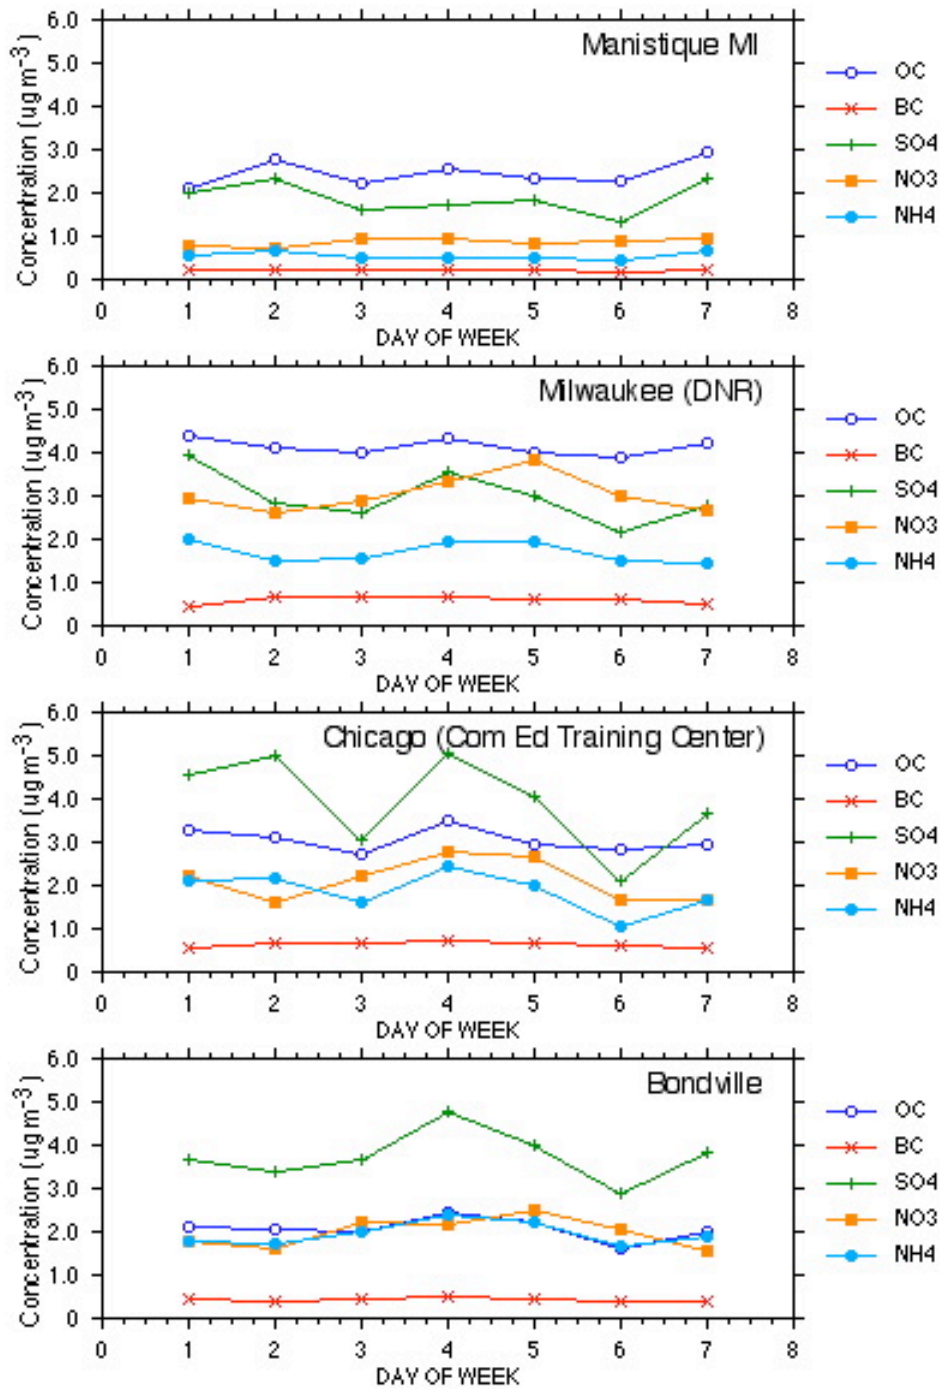 Manistique MI
6.0
5.0
4.0
3.0
2.0
1.0
0
Concentration (ug m-3)
0 1 2 3 4 5 6 7 8
DAY OF WEEK
OC
BC
SO4
NO3
NH4
Milwaukee (DNR)
6.0
5.0
4.0
3.0
2.0
1.0
0
Concentration (ug m-3)
0 1 2 3 4 5 6 7 8
DAY OF WEEK
OC
BC
SO4
NO3
NH4
Chicago (Com Ed Training Center)
6.0
5.0
4.0
3.0
2.0
1.0
0
Concentration (ug m-3)
0 1 2 3 4 5 6 7 8
DAY OF WEEK
OC
BC
SO4
NO3
NH4
Bondville
6.0
5.0
4.0
3.0
2.0
1.0
0
Concentration (ug m-3)
0 1 2 3 4 5 6 7 8
DAY OF WEEK
OC
BC
SO4
NO3
NH4